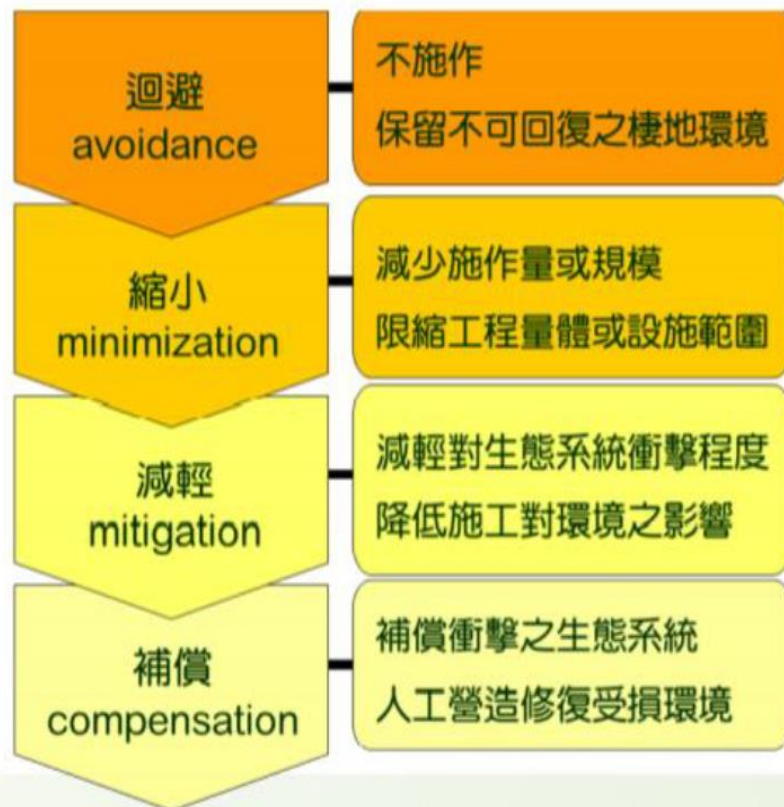 迴避
avoidance
不施作
保留不可回復之棲地環境
縮小
minimization
減少施作量或規模
限縮工程量體或設施範圍
減輕
mitigation
減輕對生態系統衝擊程度
降低施工對環境之影響
補償
compensation
補償衝擊之生態系統
人工營造修復受損環境